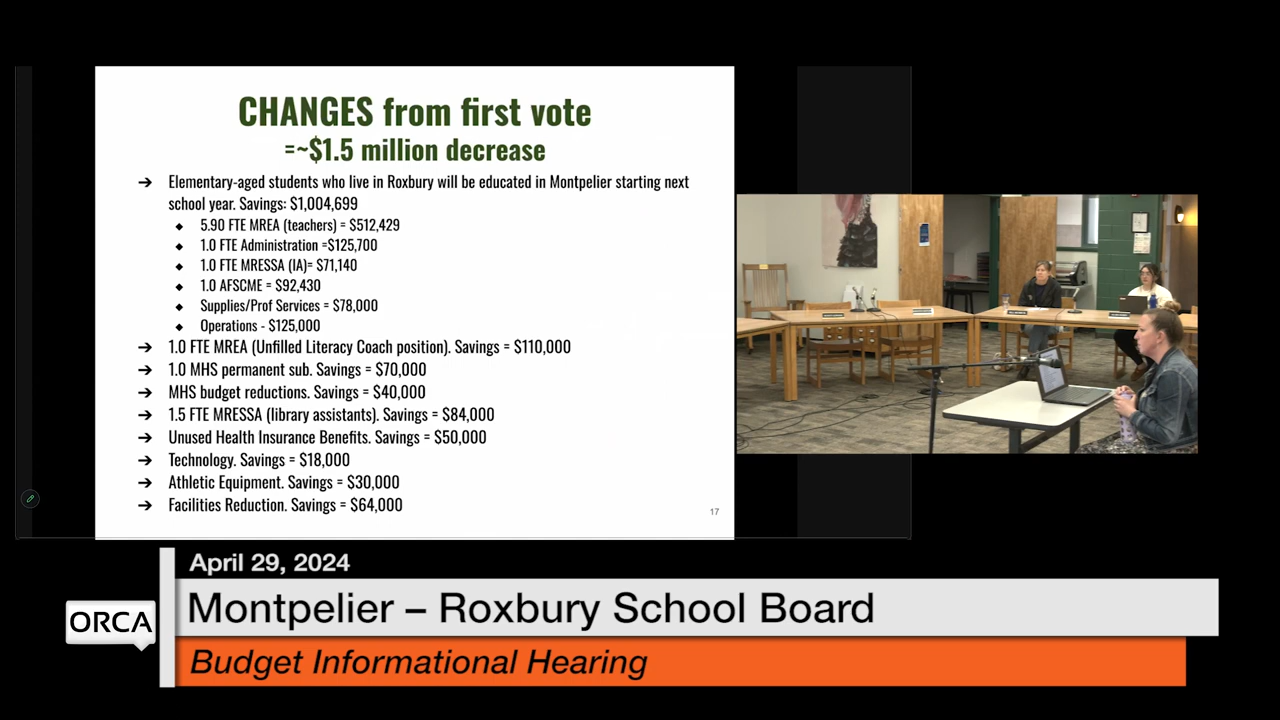 CHANGES from first vote
=~$1.5 million decrease
➔ Elementary-aged students who live in Roxbury will be educated in Montpelier starting next
school year. Savings: $1,004,699
◆ 5.90 FTE MREA (teachers) = $512,429
◆ 1.0 FTE Administration =$125,700
◆ 1.0 FTE MRESSA (IA)= $71,140
◆ 1.0 AFSCME = $92,430
◆ Supplies/Prof Services = $78,000
◆ Operations - $125,000
➔ 1.0 FTE MREA (Unfilled Literacy Coach position). Savings = $110,000
➔ 1.0 MHS permanent sub. Savings = $70,000
➔ MHS budget reductions. Savings = $40,000
➔ 1.5 FTE MRESSA (library assistants). Savings = $84,000
➔ Unused Health Insurance Benefits. Savings = $50,000
➔ Technology. Savings = $18,000
➔ Athletic Equipment. Savings = $30,000
➔ Facilities Reduction. Savings = $64,000
17
April 29, 2024
ORCA
Montpelier – Roxbury School Board
Budget Informational Hearing